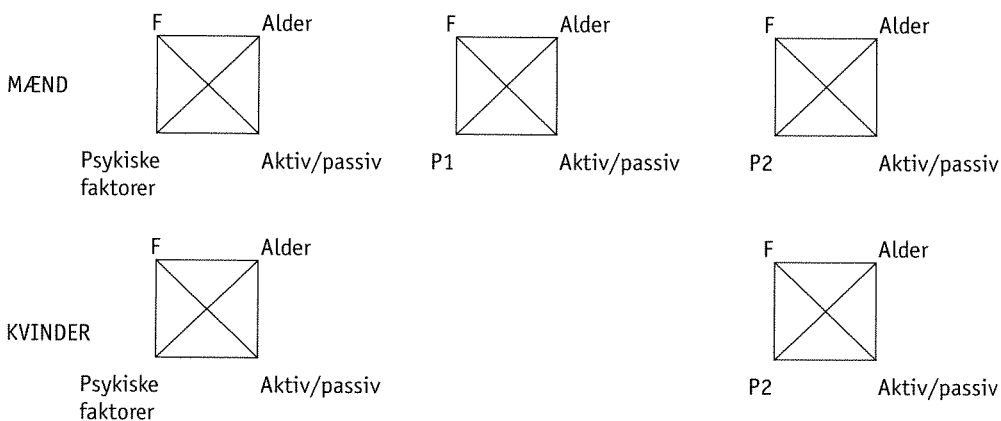 F Alder F Alder F Alder
MÆND
Psykiske faktorer Aktiv/passiv P1 Aktiv/passiv P2 Aktiv/passiv
F Alder F Alder
KVINDER
Psykiske faktorer Aktiv/passiv P2 Aktiv/passiv